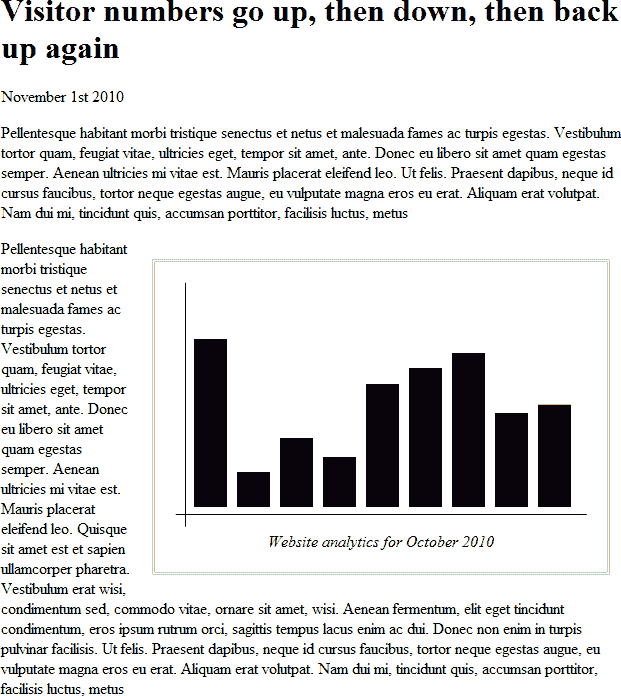 Visitor numbers go up, then down, then back
up again
November 1st 2010
Pellentesque habitant morbi tristique senectus et netus et malesuada fames ac turpis egestas. Vestibulum
tortor quam, feugiat vitae, ultricies eget, tempor sit amet, ante. Donec eu libero sit amet quam egestas
semper. Aenean ultricies mi vitae est. Mauris placerat eleifend leo. Ut felis. Praesent dapibus, neque id
cursus faucibus, tortor neque egestas augue, eu vulputate magna eros eu erat. Aliquam erat volutpat.
Nam dui mi, tincidunt quis, accumsan porttitor, facilisis luctus, metus
Pellentesque habitant
morbi tristique
senectus et netus et
malesuada fames ac
turpis egestas.
Vestibulum tortor
quam, feugiat vitae,
ultricies eget, tempor
sit amet, ante. Donec
eu libero sit amet
quam egestas
semper. Aenean
ultricies mi vitae est.
Mauris placerat
eleifend leo. Quisque
sit amet est et sapien
ullamcorper pharetra.
Vestibulum erat wisi,
condimentum sed, commodo vitae, ornare sit amet, wisi. Aenean fermentum, elit eget tincidunt
condimentum, eros ipsum rutrum orci, sagittis tempus lacus enim ac dui. Donec non enim in turpis
pulvinar facilisis. Ut felis. Praesent dapibus, neque id cursus faucibus, tortor neque egestas augue, eu
vulputate magna eros eu erat. Aliquam erat volutpat. Nam dui mi, tincidunt quis, accumsan porttitor,
facilisis luctus, metus
Website analytics for October 2010